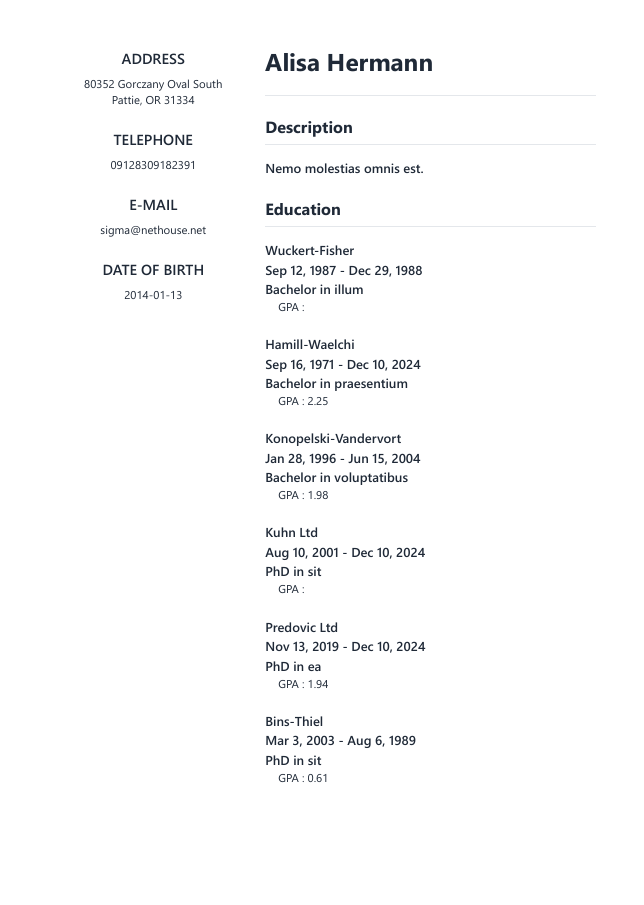 ADDRESS
80352 Gorczany Oval South
Pattie, OR 31334
TELEPHONE
09128309182391
E-MAIL
sigma@nethouse.net
DATE OF BIRTH
2014-01-13
Alisa Hermann
Description
Nemo molestias omnis est.
Education
Wuckert-Fisher
Sep 12, 1987 - Dec 29, 1988
Bachelor in illum
GPA :
Hamill-Waelchi
Sep 16, 1971 - Dec 10, 2024
Bachelor in praesentium
GPA : 2.25
Konopelski-Vandervort
Jan 28, 1996 - Jun 15, 2004
Bachelor in voluptatibus
GPA : 1.98
Kuhn Ltd
Aug 10, 2001 - Dec 10, 2024
PhD in sit
GPA :
Predovic Ltd
Nov 13, 2019 - Dec 10, 2024
PhD in ea
GPA : 1.94
Bins-Thiel
Mar 3, 2003 - Aug 6, 1989
PhD in sit
GPA : 0.61